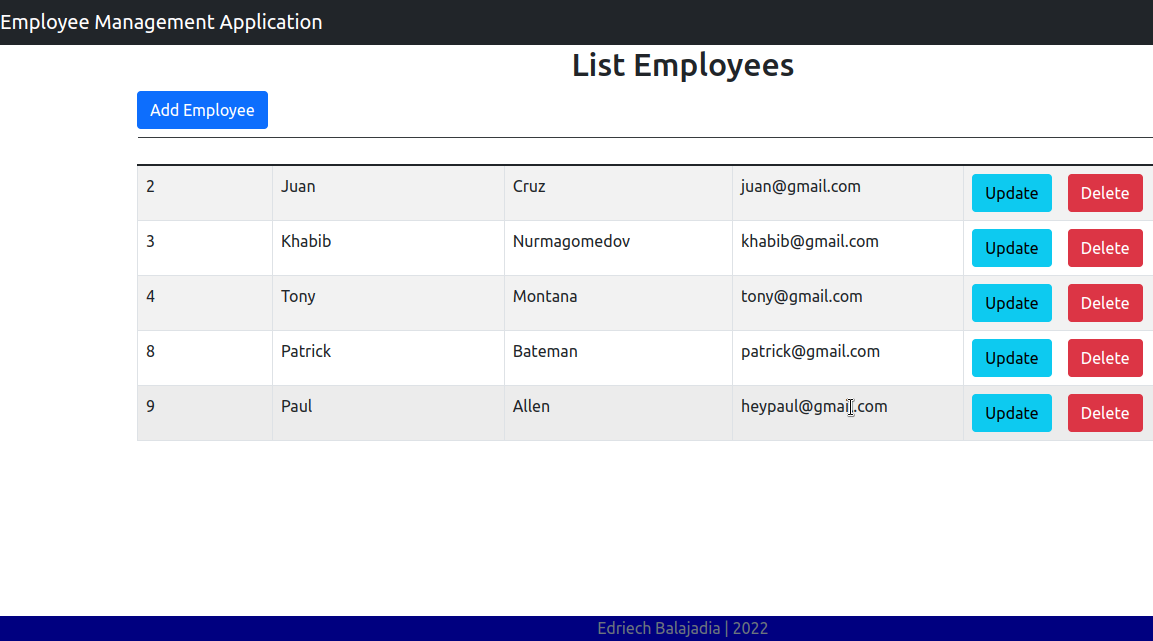 Employee Management Application
List Employees
Add Employee
2 Juan Cruz juan@gmail.com Update Delete
3 Khabib Nurmagomedov khabib@gmail.com Update Delete
4 Tony Montana tony@gmail.com Update Delete
8 Patrick Bateman patrick@gmail.com Update Delete
9 Paul Allen heypaul@gmail.com Update Delete
Edriech Balajadia | 2022